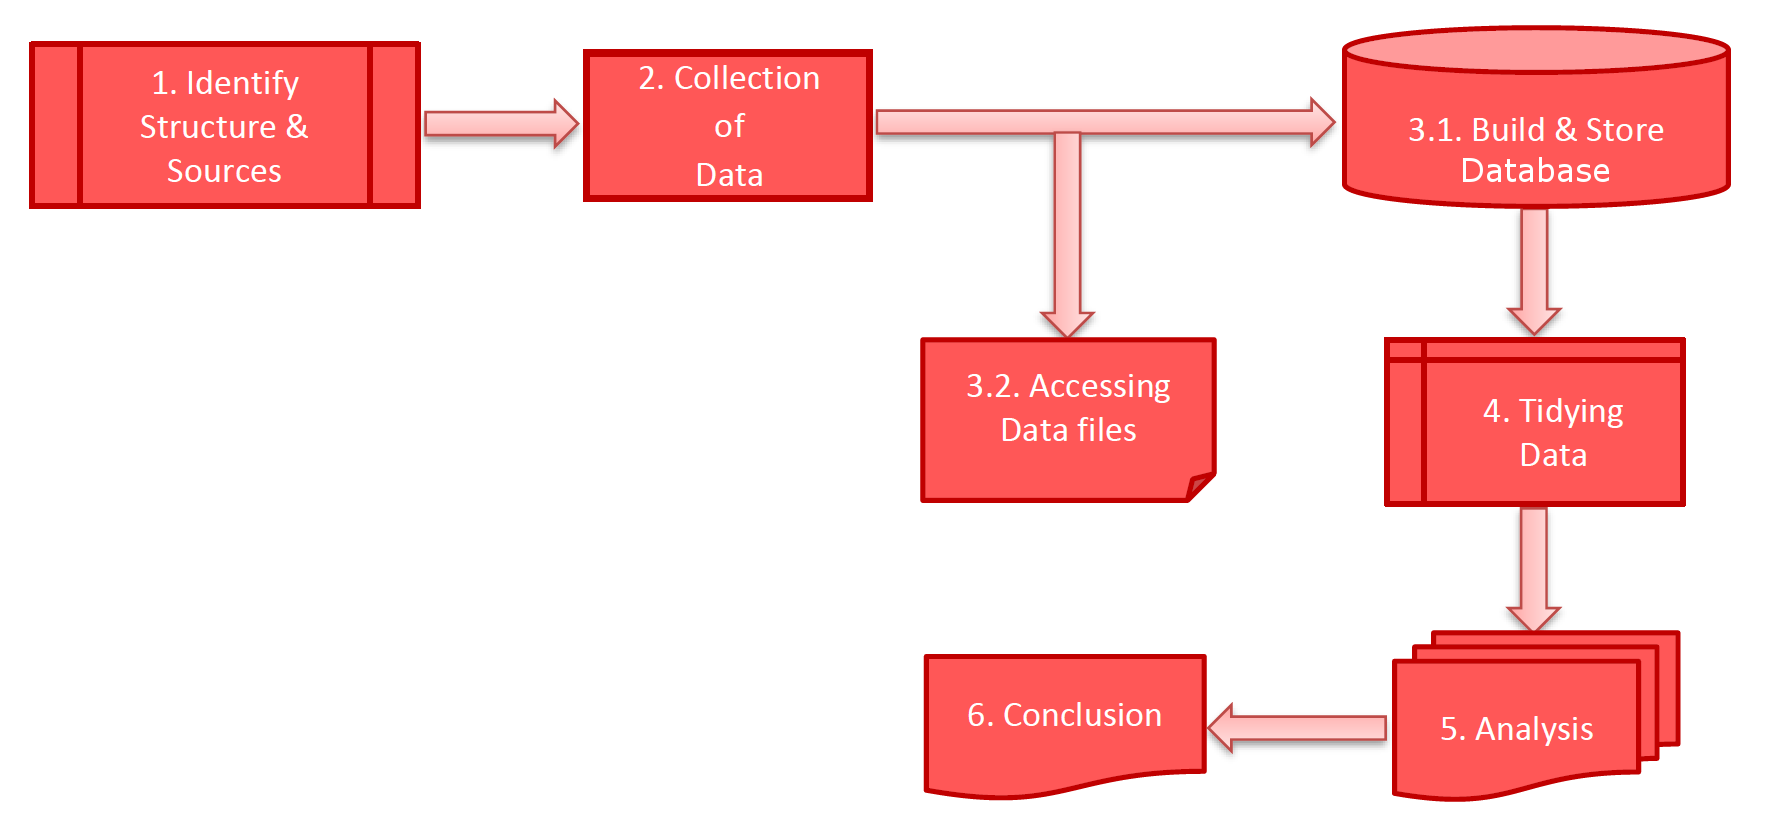 1. Identify
Structure &
Sources
2. Collection
of
Data
3.1. Build & Store
Database
3.2. Accessing
Data files
4. Tidying
Data
5. Analysis
6. Conclusion